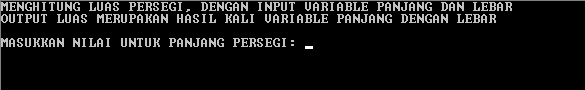 MENGHITUNG LUAS PERSEGI, DENGAN INPUT VARIABLE PANJANG DAN LEBAR
OUTPUT LUAS MERUPAKAN HASIL KALI VARIABLE PANJANG DENGAN LEBAR
MASUKKAN NILAI UNTUK PANJANG PERSEGI: _